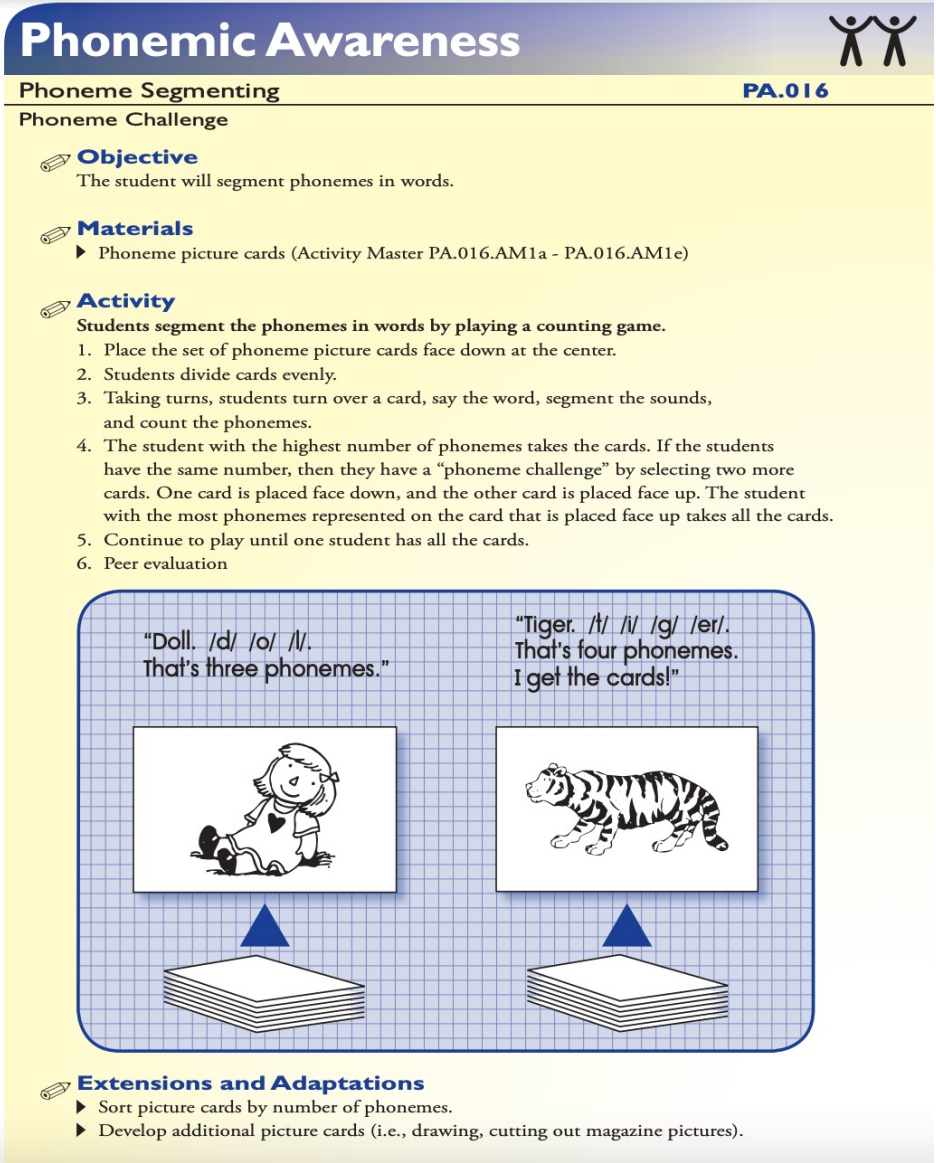 Phonemic Awareness
Phoneme Segmenting PA.016
Phoneme Challenge
Objective
The student will segment phonemes in words.
Materials
Phoneme picture cards (Activity Master PA.016.AM1a - PA.016.AM1e)
Activity
Students segment the phonemes in words by playing a counting game.
1. Place the set of phoneme picture cards face down at the center.
2. Students divide cards evenly.
3. Taking turns, students turn over a card, say the word, segment the sounds,
and count the phonemes.
4. The student with the highest number of phonemes takes the cards. If the students
have the same number, then they have a “phoneme challenge” by selecting two more
cards. One card is placed face down, and the other card is placed face up. The student
with the most phonemes represented on the card that is placed face up takes all the cards.
5. Continue to play until one student has all the cards.
6. Peer evaluation
“Doll. /d/ /o/ /l/.
That’s three phonemes.”
“Tiger. /t/ /i/ /g/ /er/.
That’s four phonemes.
I get the cards!”
Extensions and Adaptations
Sort picture cards by number of phonemes.
Develop additional picture cards (i.e., drawing, cutting out magazine pictures).